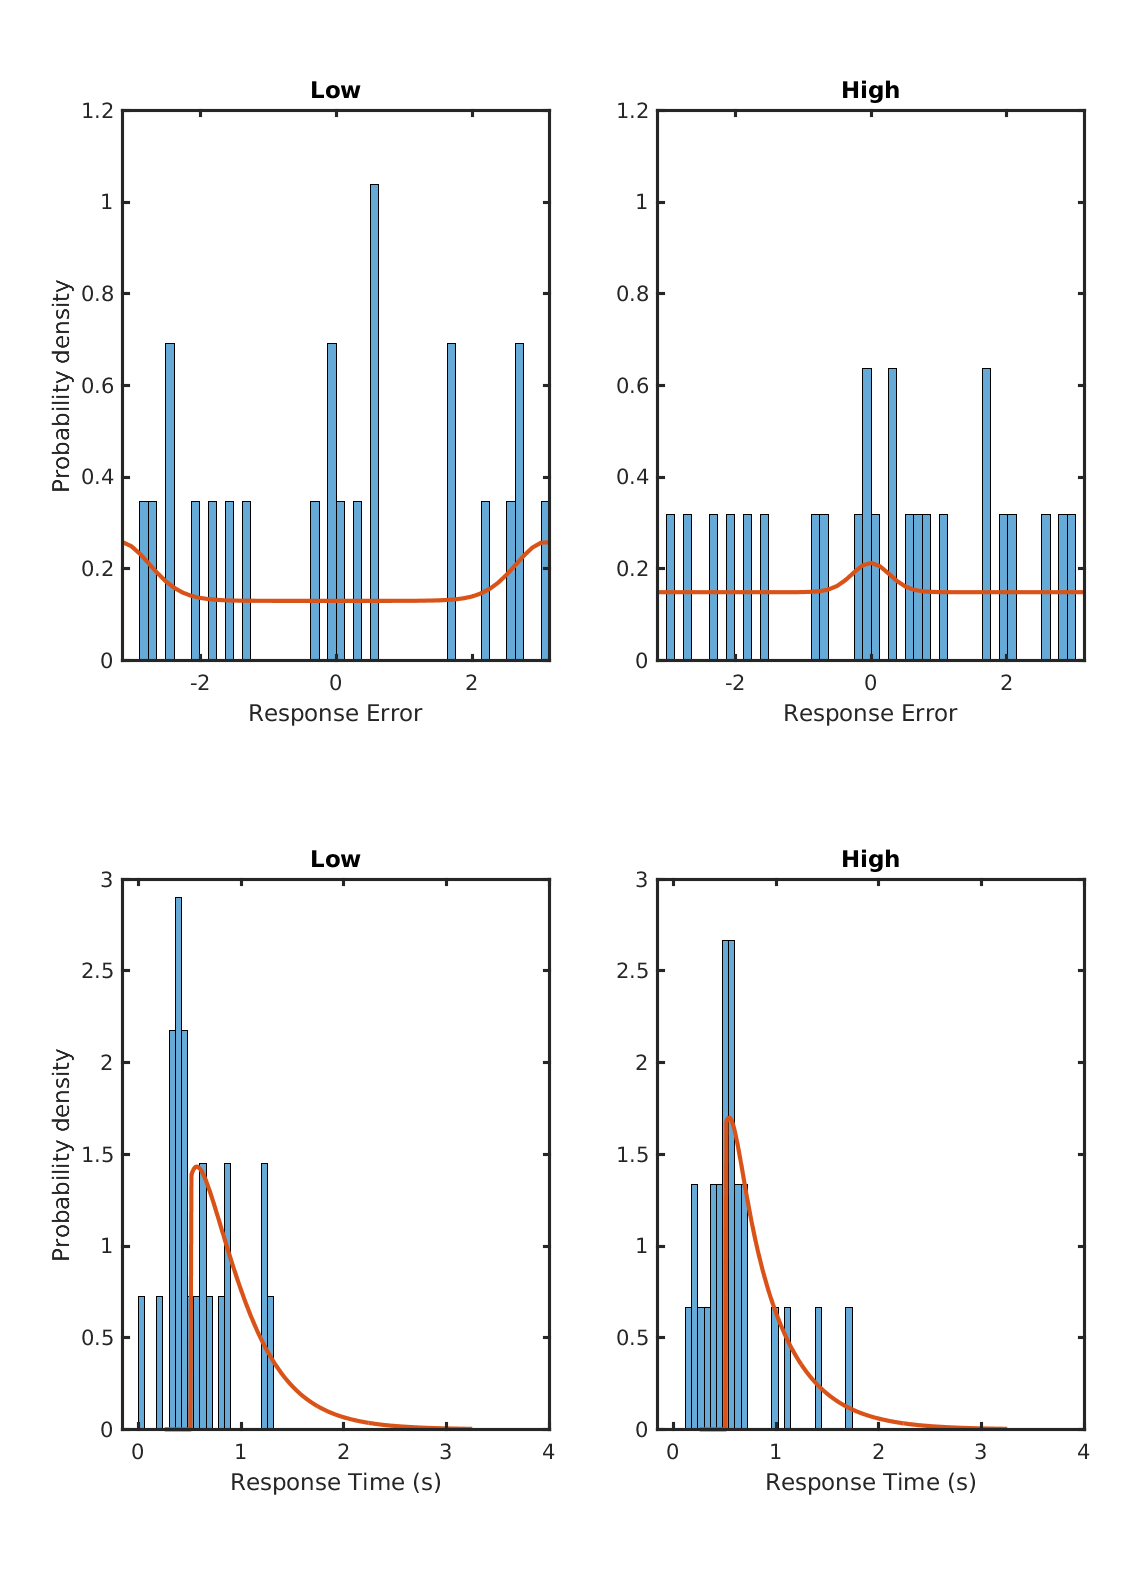 Low High
1.2 1.2
1 1
0.8 0.8
0.6 0.6
0.4 0.4
0.2 0.2
0 0
Probability density
-2 0 2 -2 0 2
Response Error Response Error
Low High
3 3
2.5 2.5
2 2
1.5 1.5
1 1
0.5 0.5
0 0
Probability density
0 1 2 3 4 0 1 2 3 4
Response Time (s) Response Time (s)